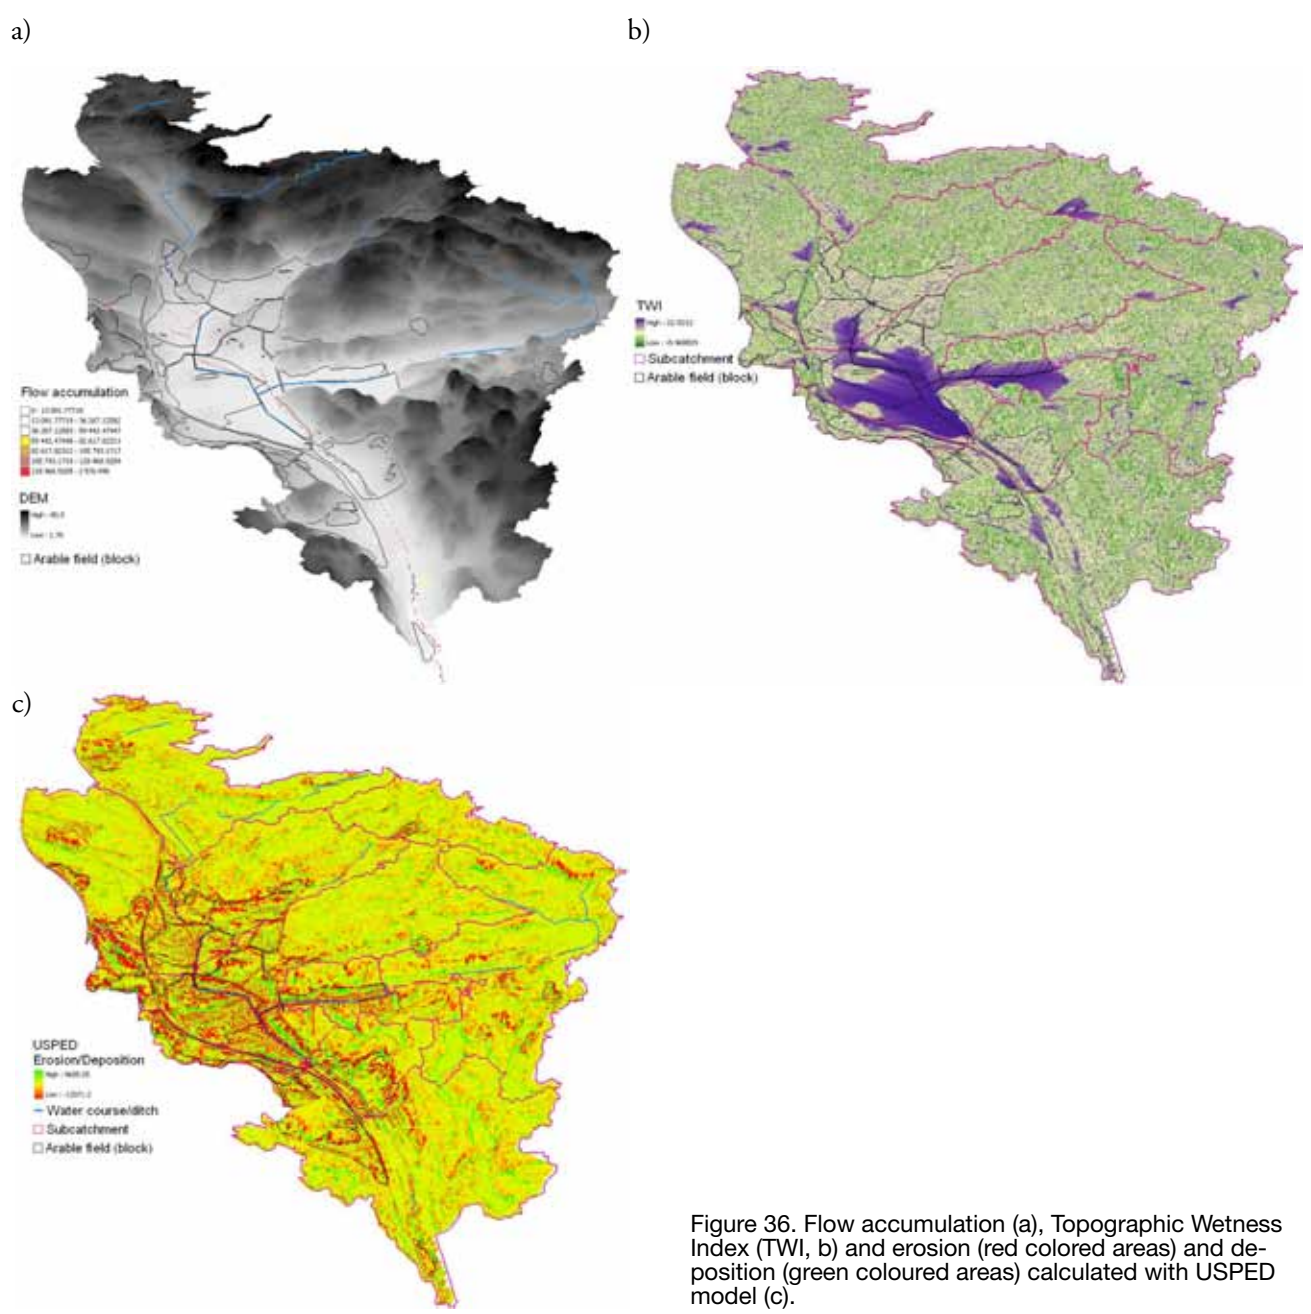 a)
b)
Flow accumulation
DEM
Arable field (block)
TWI
Subcatchment
Arable field (block)
c)
USPED
Erosion/Deposition
Water course/ditch
Subcatchment
Arable field (block)
Figure 36. Flow accumulation (a), Topographic Wetness
Index (TWI, b) and erosion (red colored areas) and de-
position (green coloured areas) calculated with USPED
model (c).